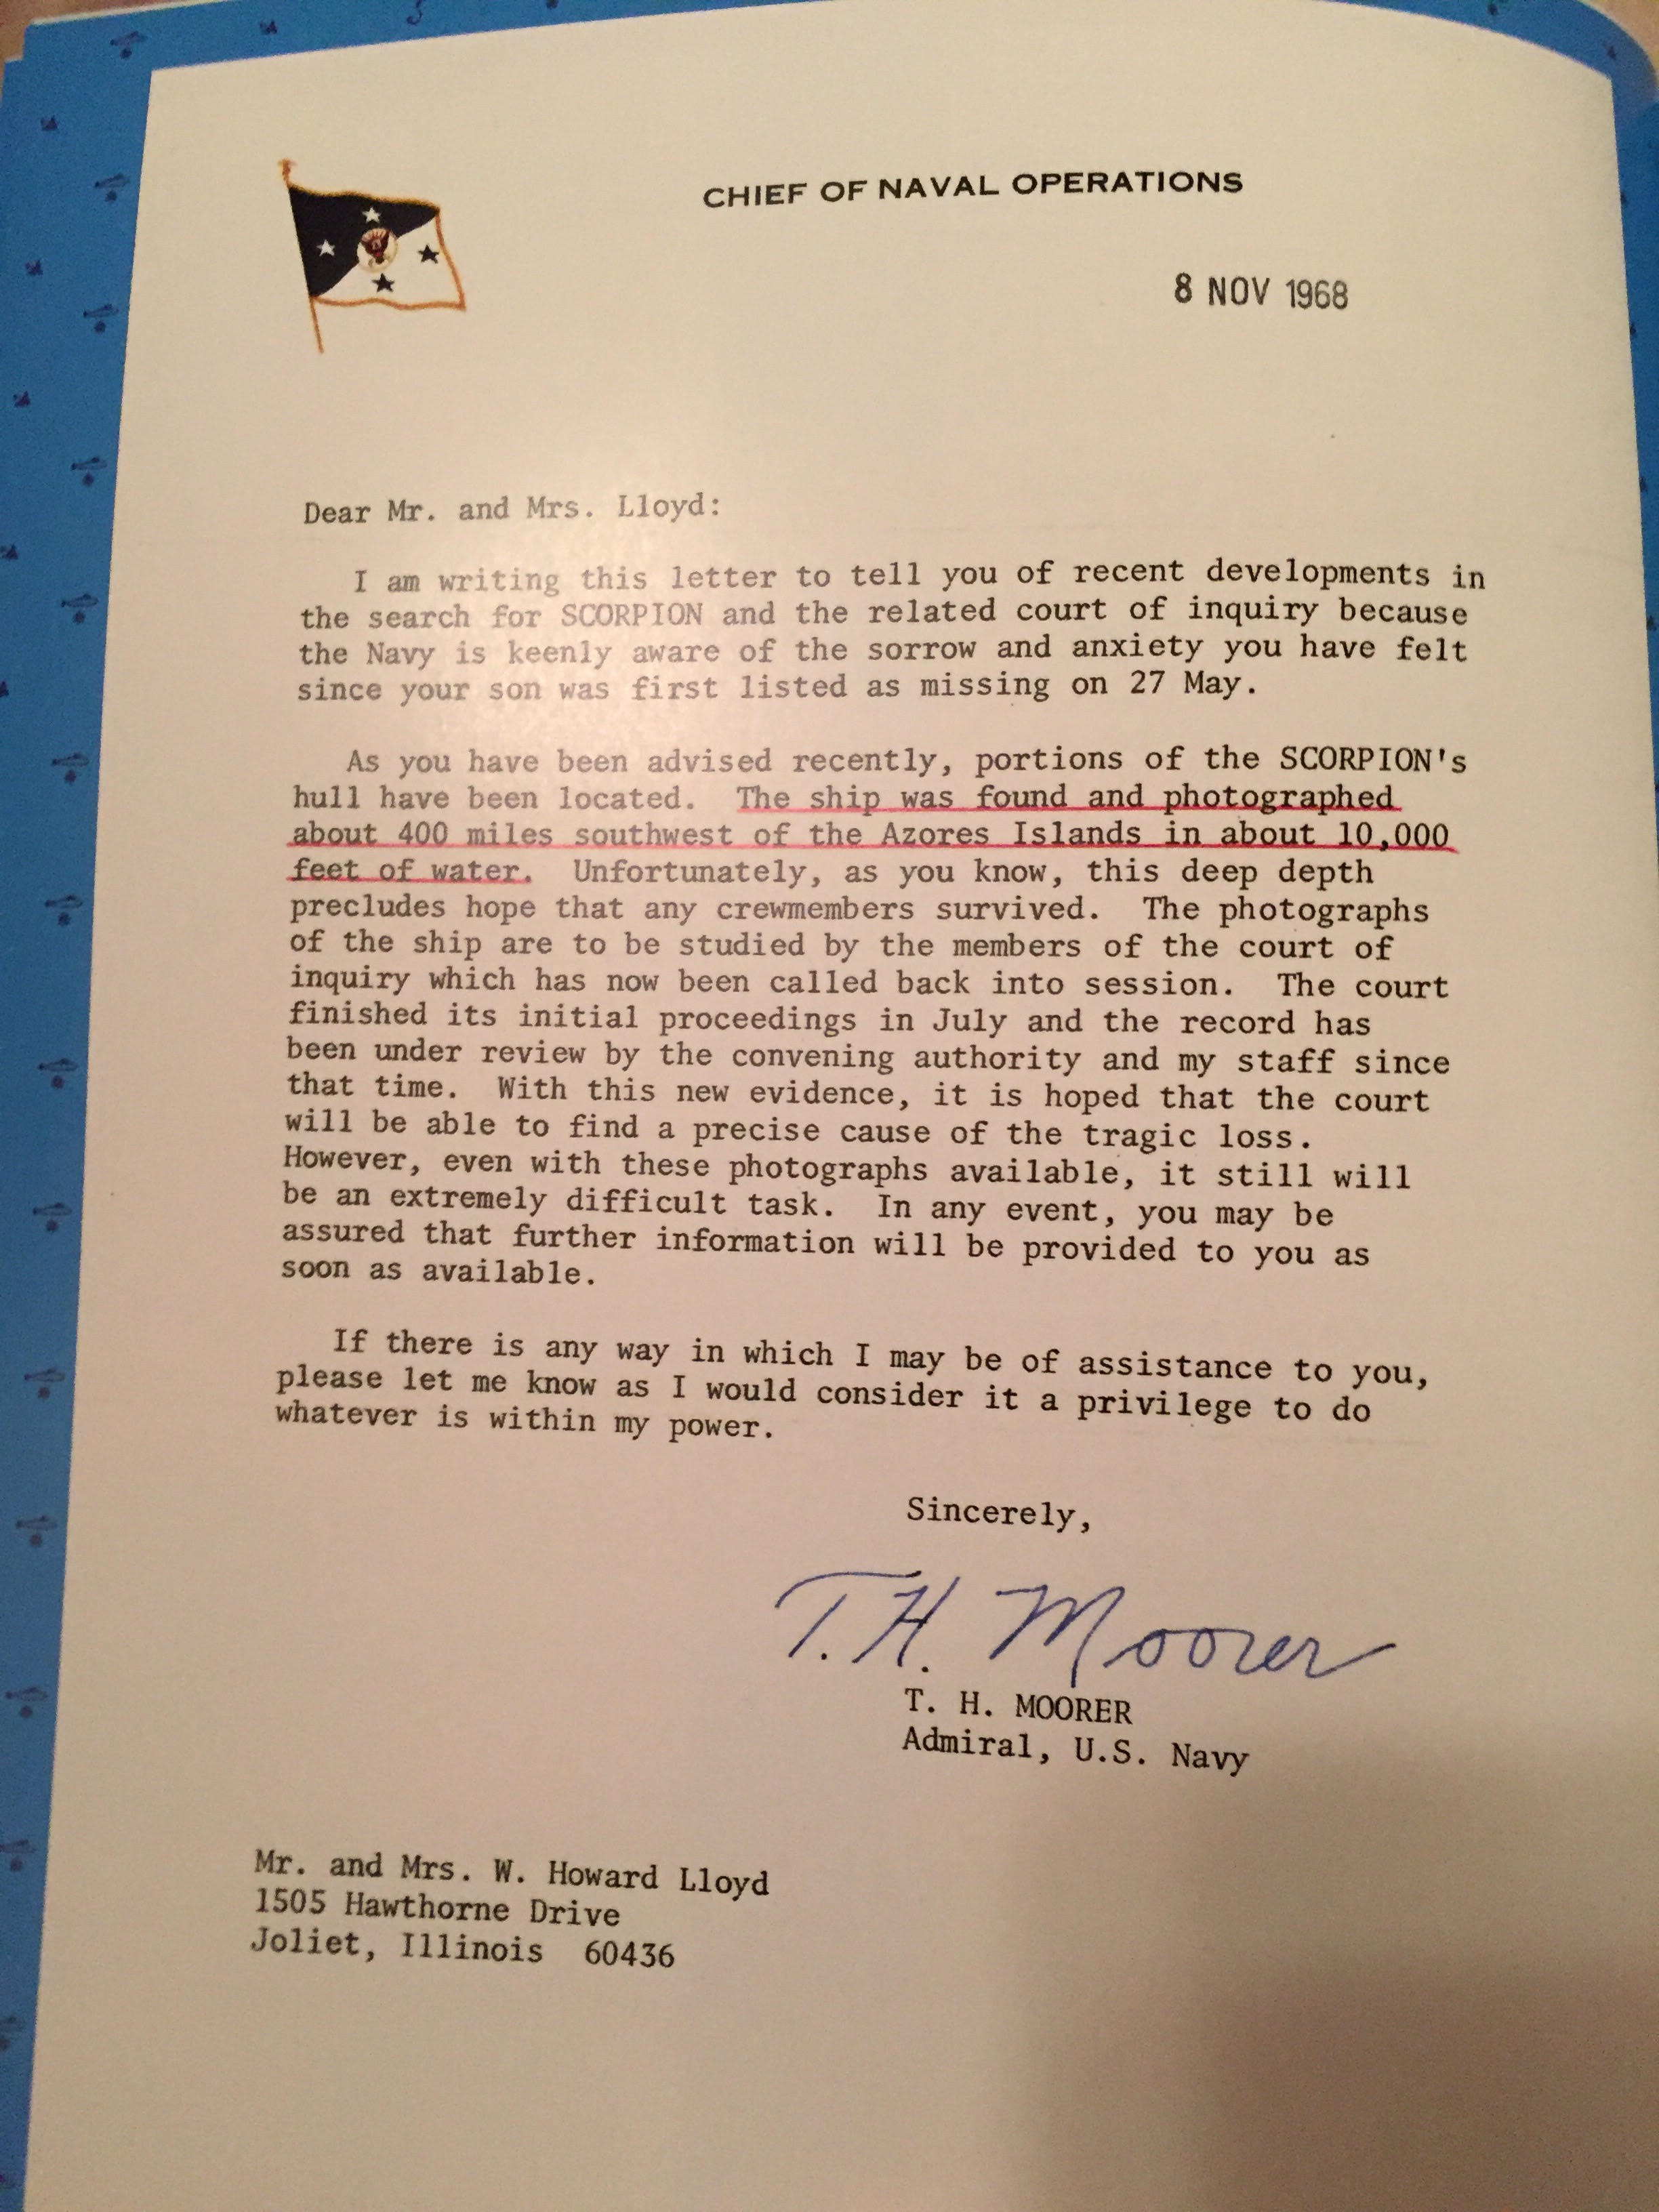 CHIEF OF NAVAL OPERATIONS
8 NOV 1968
Dear Mr. and Mrs. Lloyd:
I am writing this letter to tell you of recent developments in
the search for SCORPION and the related court of inquiry because
the Navy is keenly aware of the sorrow and anxiety you have felt
since your son was first listed as missing on 27 May.
As you have been advised recently, portions of the SCORPION's
hull have been located. The ship was found and photographed
about 400 miles southwest of the Azores Islands in about 10,000
feet of water. Unfortunately, as you know, this deep depth
precludes hope that any crewmembers survived. The photographs
of the ship are to be studied by the members of the court of
inquiry which has now been called back into session. The court
finished its initial proceedings in July and the record has
been under review by the convening authority and my staff since
that time. With this new evidence, it is hoped that the court
will be able to find a precise cause of the tragic loss.
However, even with these photographs available, it still will
be an extremely difficult task. In any event, you may be
assured that further information will be provided to you as
soon as available.
If there is any way in which I may be of assistance to you,
please let me know as I would consider it a privilege to do
whatever is within my power.
Sincerely,
T. H. Moorer
T. H. MOORER
Admiral, U.S. Navy
Mr. and Mrs. W. Howard Lloyd
1505 Hawthorne Drive
Joliet, Illinois 60436